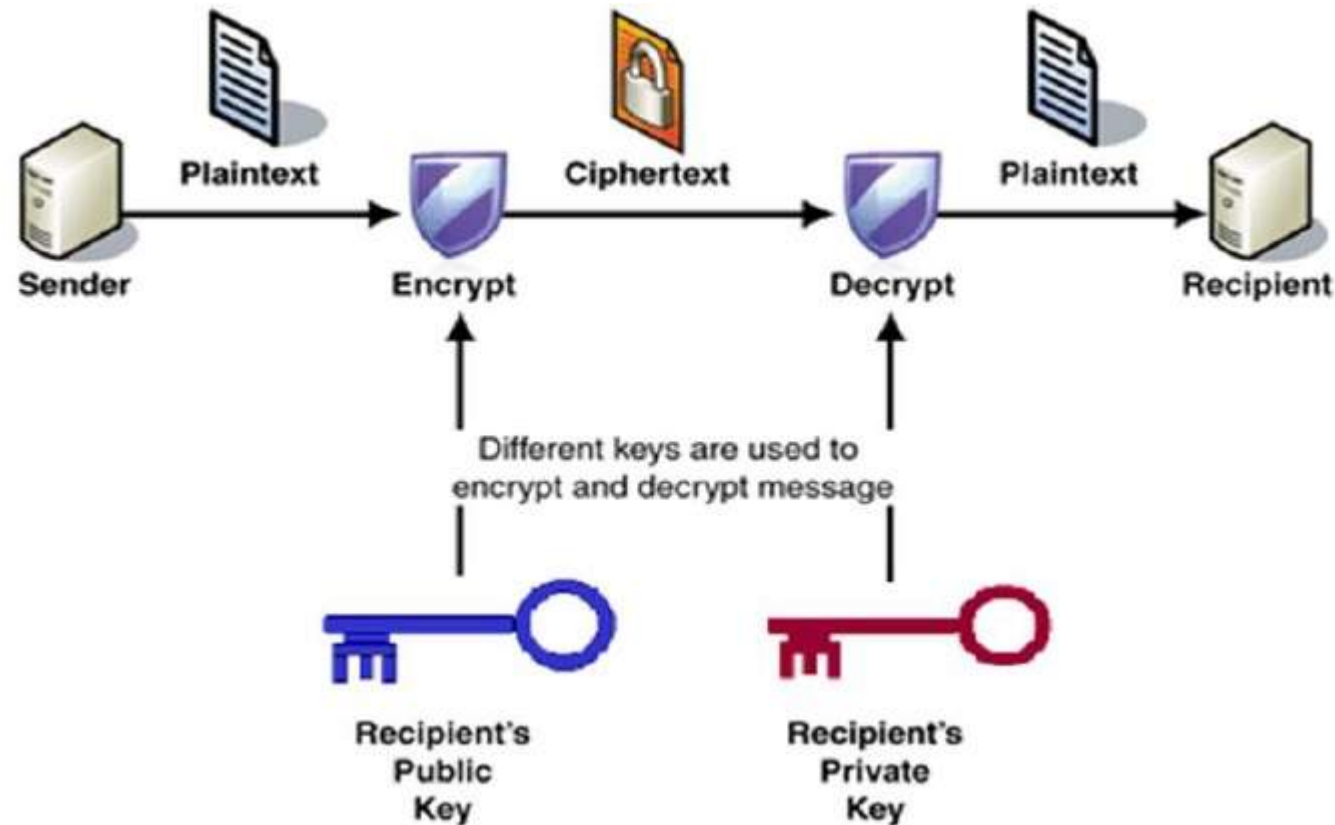 Plaintext
Ciphertext
Plaintext
Sender
Encrypt
Decrypt
Recipient
Different keys are used to
encrypt and decrypt message
Recipient's
Public
Key
Recipient's
Private
Key